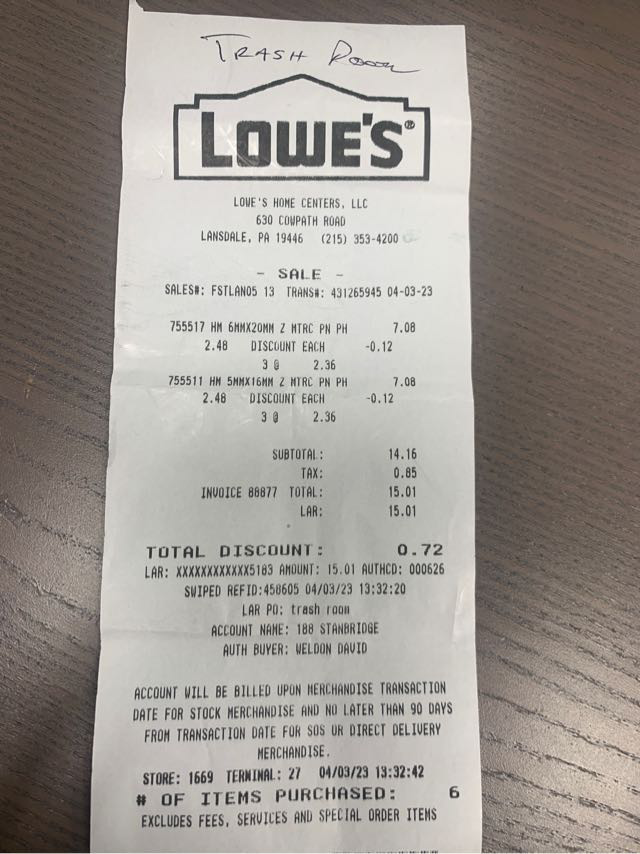 TRASH ROOM
LOWE'S®
LOWE'S HOME CENTERS, LLC
630 COWPATH ROAD
LANSDALE, PA 19446 (215) 353-4200
- SALE -
SALES#: FSTLAN05 13 TRANS#: 431265945 04-03-23
755517 HM 6MMX20MM Z MTRC PN PH 7.08
2.48 DISCOUNT EACH -0.12
3 @ 2.36
755511 HM 5MMX16MM Z MTRC PN PH 7.08
2.48 DISCOUNT EACH -0.12
3 @ 2.36
SUBTOTAL: 14.16
TAX: 0.85
INVOICE 88877 TOTAL: 15.01
LAR: 15.01
TOTAL DISCOUNT: 0.72
LAR: XXXXXXXXXXXX5183 AMOUNT: 15.01 AUTHCD: 000626
SWIPED REFID:458605 04/03/23 13:32:20
LAR PO: trash room
ACCOUNT NAME: 188 STANBRIDGE
AUTH BUYER: WELDON DAVID
ACCOUNT WILL BE BILLED UPON MERCHANDISE TRANSACTION
DATE FOR STOCK MERCHANDISE AND NO LATER THAN 90 DAYS
FROM TRANSACTION DATE FOR SOS OR DIRECT DELIVERY
MERCHANDISE.
STORE: 1669 TERMINAL: 27 04/03/23 13:32:42
# OF ITEMS PURCHASED: 6
EXCLUDES FEES, SERVICES AND SPECIAL ORDER ITEMS